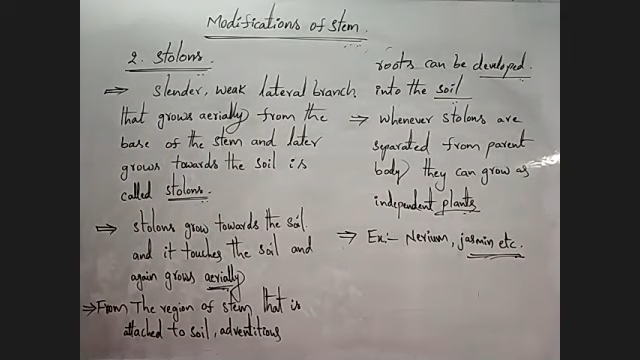 Modifications of stem.
2. Stolons.
⇒ Slender, weak lateral branch
that grows aerially from the
base of the stem and later
grows towards the soil is
called stolons.
⇒ Stolons grow towards the soil.
and it touches the soil and
again grows aerially
⇒ From The region of stem that is
attached to soil, adventitious
roots can be developed.
into the soil
⇒ whenever stolons are
separated from parent
body they can grow as
independent plants
⇒ Ex:- Nerium, jasmin etc.